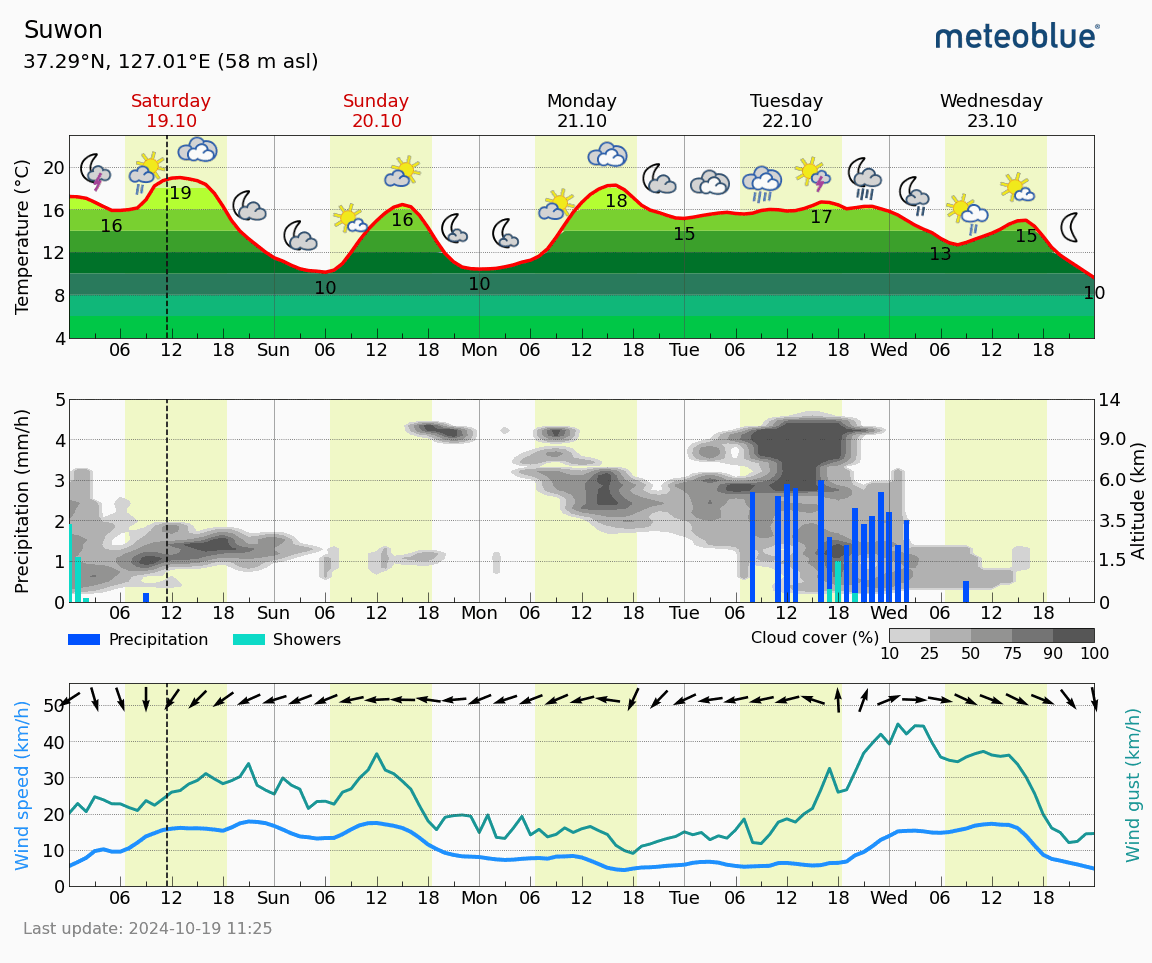 Suwon
meteoblue®
37.29°N, 127.01°E (58 m asl)
Saturday Sunday Monday Tuesday Wednesday
19.10 20.10 21.10 22.10 23.10
Temperature (°C)
20
16
12
8
4
16 19 10 16 10 18 15 17 13 15 10
06 12 18 Sun 06 12 18 Mon 06 12 18 Tue 06 12 18 Wed 06 12 18
Precipitation (mm/h)
5
4
3
2
1
0
14
9.0
6.0
3.5
1.5
0
Altitude (km)
06 12 18 Sun 06 12 18 Mon 06 12 18 Tue 06 12 18 Wed 06 12 18
Precipitation Showers Cloud cover (%)
10 25 50 75 90 100
Wind speed (km/h)
50
40
30
20
10
0
Wind gust (km/h)
06 12 18 Sun 06 12 18 Mon 06 12 18 Tue 06 12 18 Wed 06 12 18
Last update: 2024-10-19 11:25